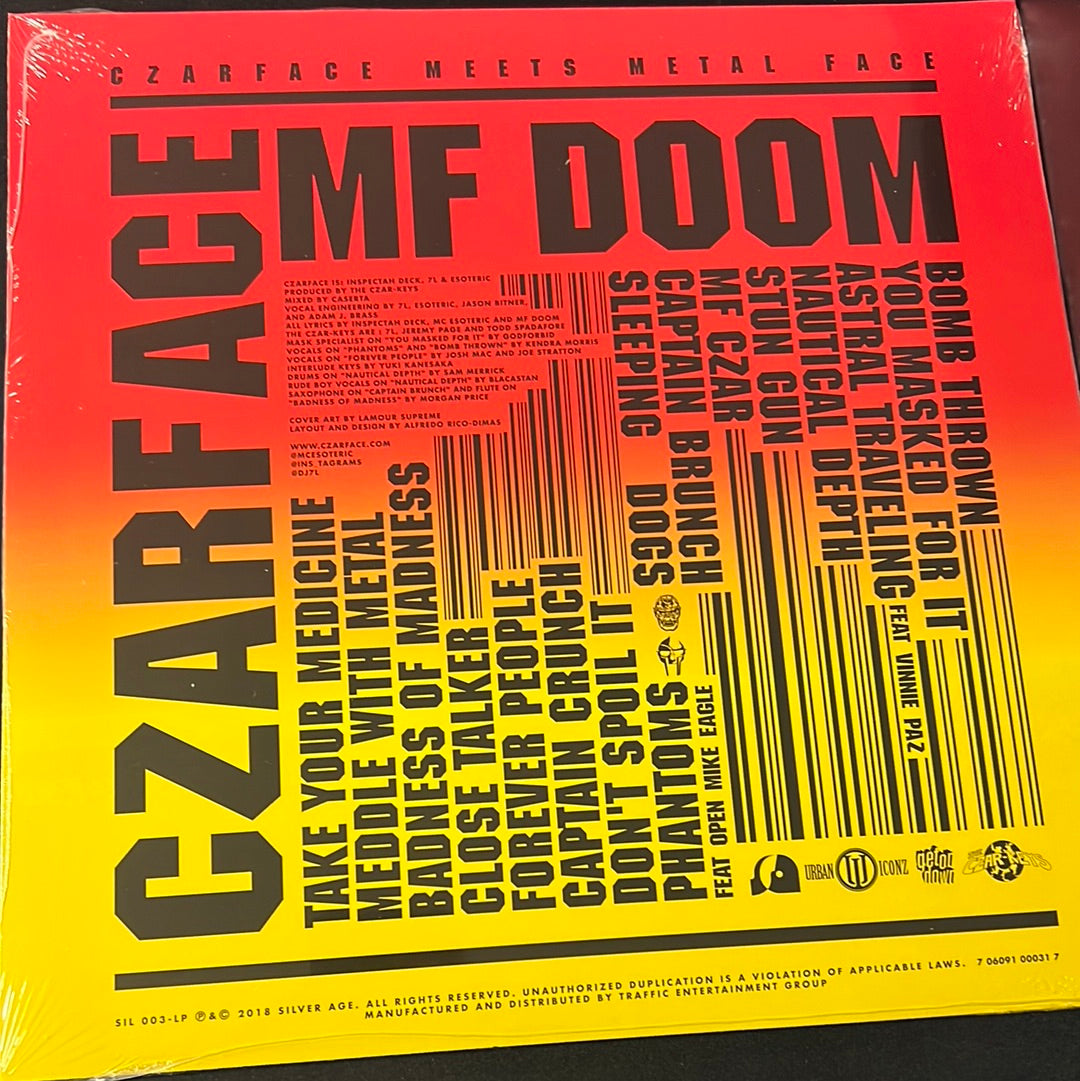 CZARFACE MEETS METAL FACE
CZARFACE
MF DOOM
CZARFACE IS: INSPECTAH DECK, 7L & ESOTERIC
PRODUCED BY THE CZAR-KEYS
MIXED BY CASERTA
VOCAL ENGINEERING BY 7L, ESOTERIC, JASON BITNER,
AND ADAM J. BRASS
ALL LYRICS BY INSPECTAH DECK, MC ESOTERIC AND MF DOOM
THE CZAR-KEYS ARE : 7L, JEREMY PAGE AND TODD SPADAFORE
MASK SPECIALIST ON "YOU MASKED FOR IT" BY GODFORBID
VOCALS ON "PHANTOMS" AND "BOMB THROWN" BY KENDRA MORRIS
VOCALS ON "FOREVER PEOPLE" BY JOSH MAC AND JOE STRATTON
INTERLUDE KEYS BY YUKI KANESAKA
DRUMS ON "NAUTICAL DEPTH" BY SAM MERRICK
RUDE BOY VOCALS ON "NAUTICAL DEPTH" BY BLACASTAN
SAXOPHONE ON "CAPTAIN BRUNCH" AND FLUTE ON
"BADNESS OF MADNESS" BY MORGAN PRICE
COVER ART BY LAMOUR SUPREME
LAYOUT AND DESIGN BY ALFREDO RICO-DIMAS
WWW.CZARFACE.COM
@MCESOTERIC
@INS_TAGRAMS
@DJ7L
TAKE YOUR MEDICINE
MEDDLE WITH METAL
BADNESS OF MADNESS
CLOSE TALKER
FOREVER PEOPLE
CAPTAIN CRUNCH
DON'T SPOIL IT
PHANTOMS
FEAT OPEN MIKE EAGLE
BOMB THROWN
YOU MASKED FOR IT
ASTRAL TRAVELING FEAT VINNIE PAZ
NAUTICAL DEPTH
STUN GUN
MF CZAR
CAPTAIN BRUNCH
SLEEPING DOGS
URBAN U ICONZ
get on down
CZAR-KEYS
SIL 003-LP ℗&© 2018 SILVER AGE. ALL RIGHTS RESERVED. UNAUTHORIZED DUPLICATION IS A VIOLATION OF APPLICABLE LAWS. 7 06091 00031 7
MANUFACTURED AND DISTRIBUTED BY TRAFFIC ENTERTAINMENT GROUP